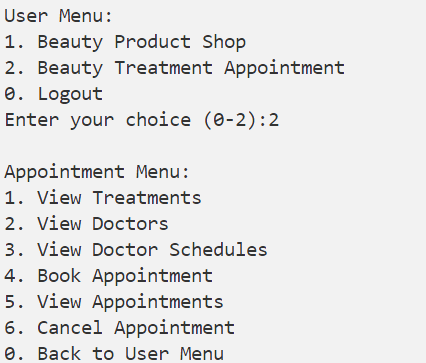 User Menu:
1. Beauty Product Shop
2. Beauty Treatment Appointment
0. Logout
Enter your choice (0-2):2
Appointment Menu:
1. View Treatments
2. View Doctors
3. View Doctor Schedules
4. Book Appointment
5. View Appointments
6. Cancel Appointment
0. Back to User Menu